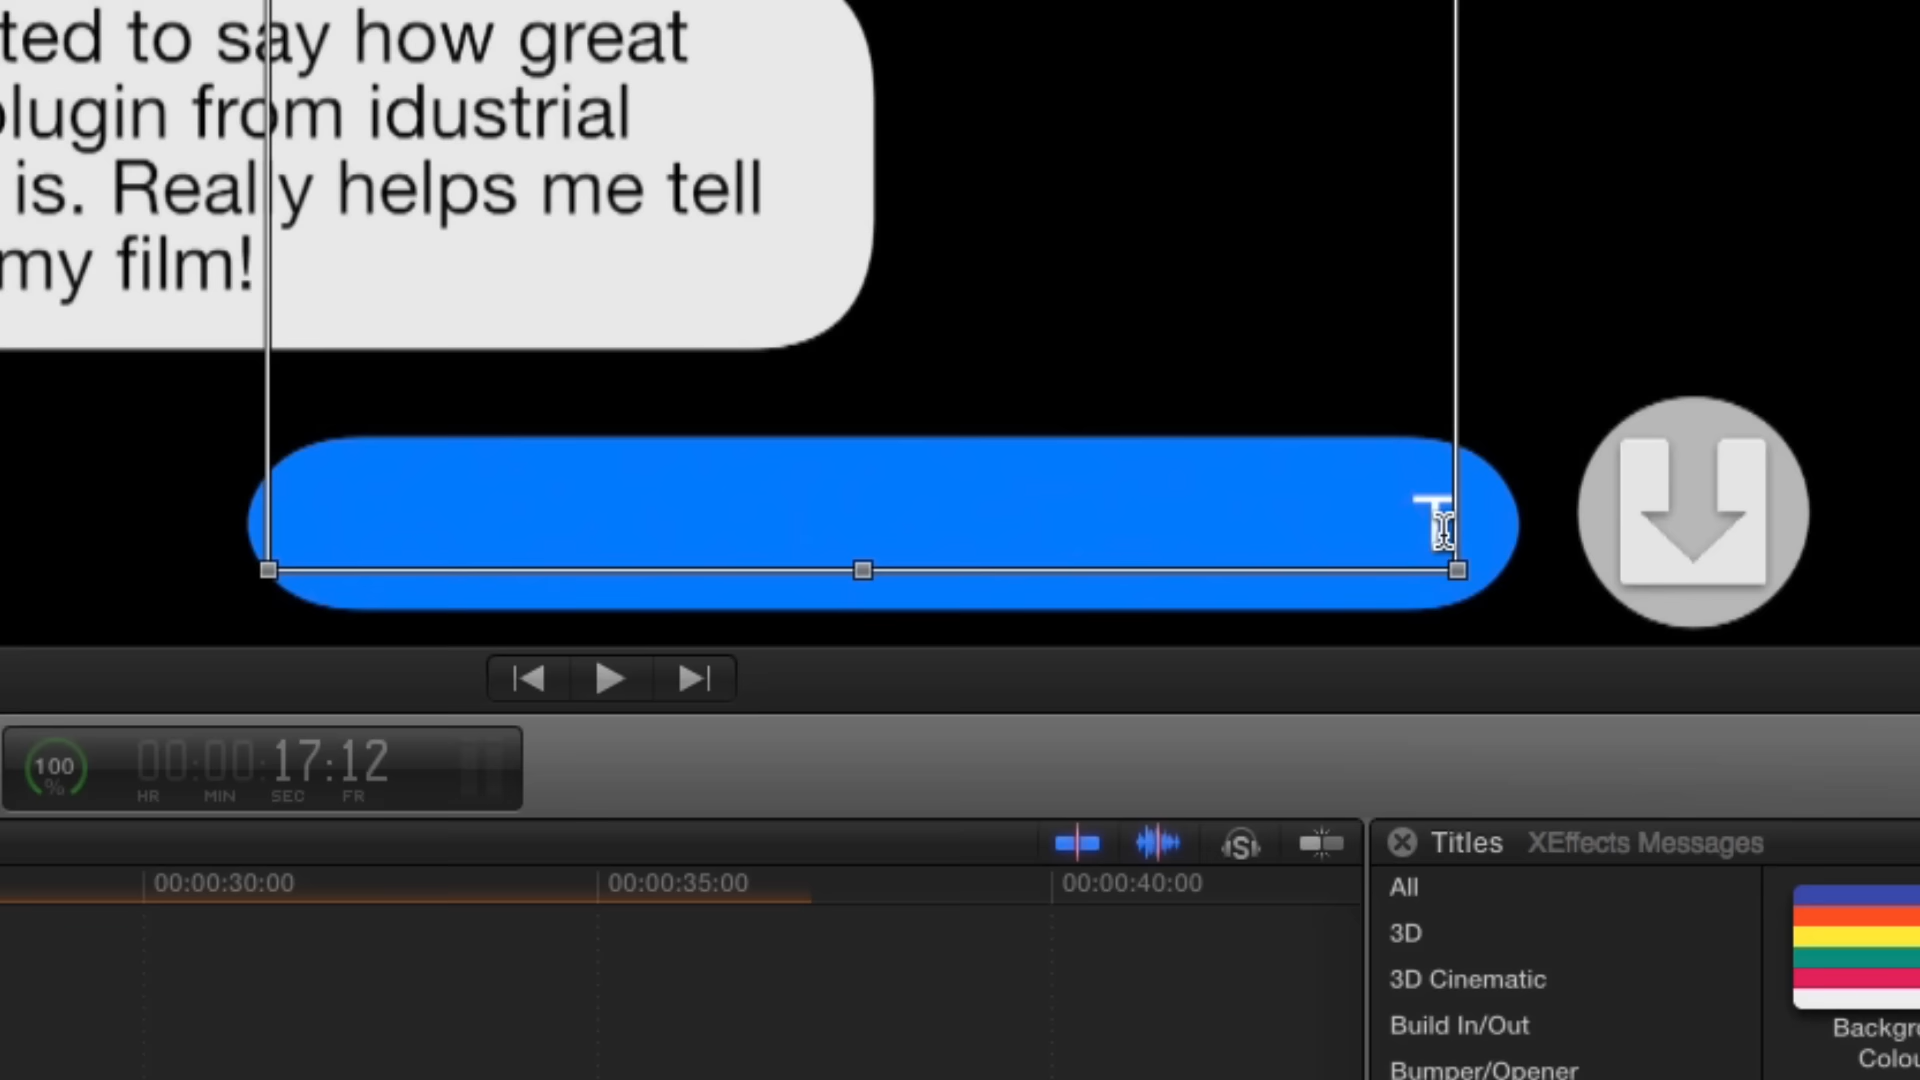 ted to say how great
plugin from idustrial
is. Really helps me tell
my film!
T
100
%
00:00:17:12
HR MIN SEC FR
Titles XEffects Messages
00:00:30:00 00:00:35:00 00:00:40:00
All
3D
3D Cinematic
Build In/Out
Bumper/Opener
Backgr
Colou